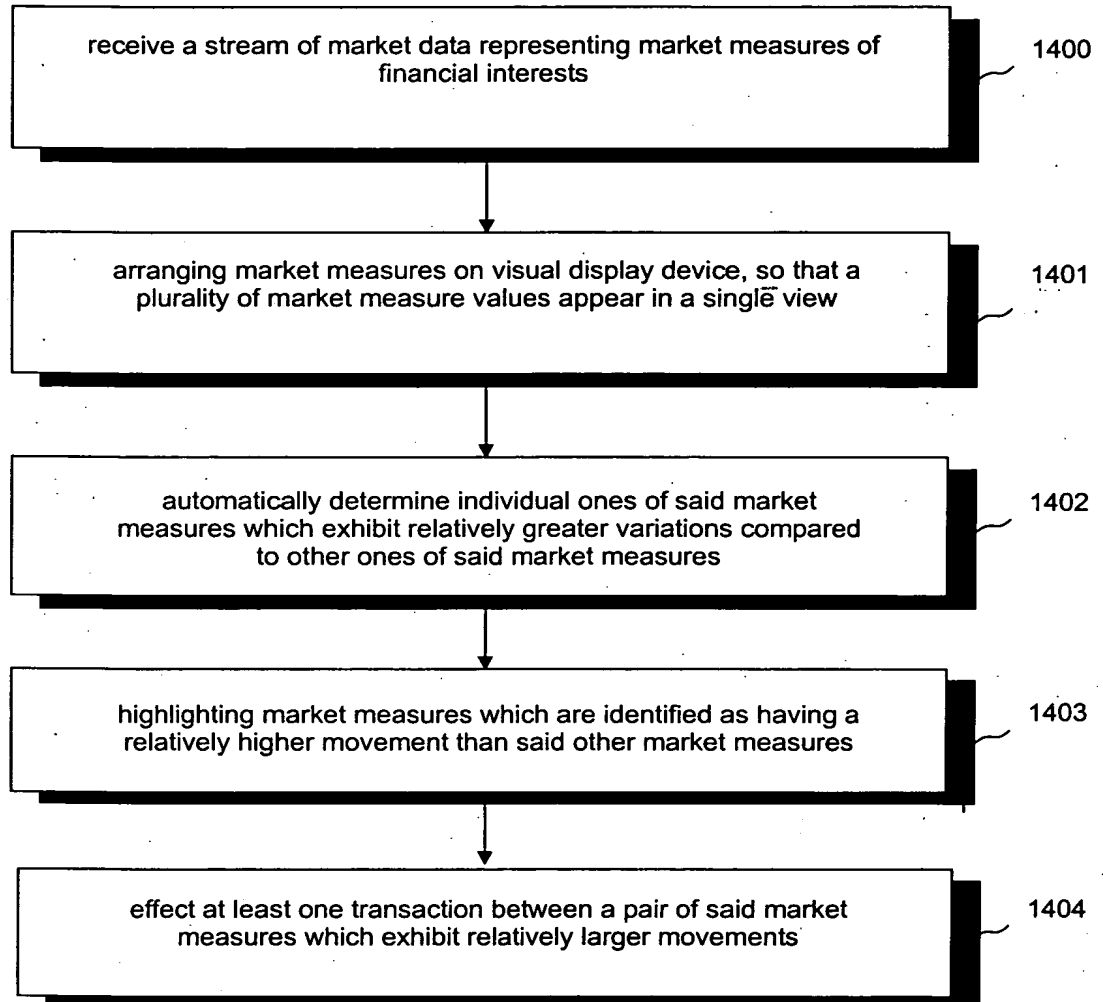 receive a stream of market data representing market measures of
financial interests
1400
arranging market measures on visual display device, so that a
plurality of market measure values appear in a single view
1401
automatically determine individual ones of said market
measures which exhibit relatively greater variations compared
to other ones of said market measures
1402
highlighting market measures which are identified as having a
relatively higher movement than said other market measures
1403
effect at least one transaction between a pair of said market
measures which exhibit relatively larger movements
1404